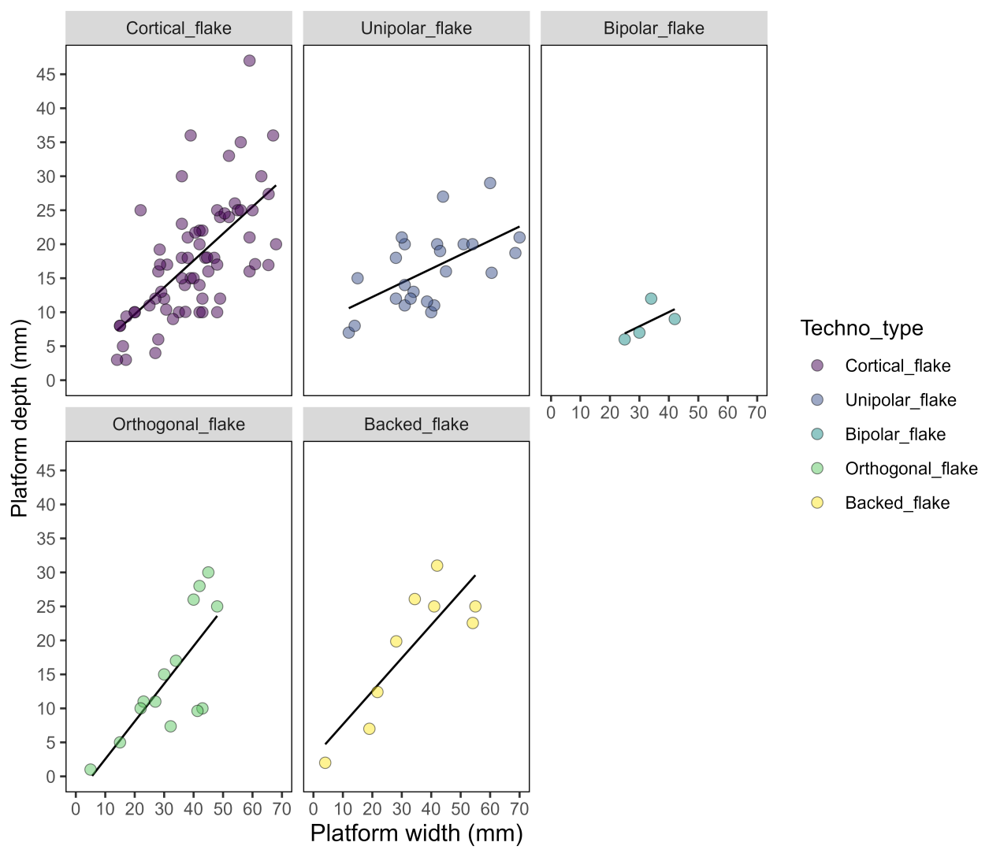 Cortical_flake Unipolar_flake Bipolar_flake
45
40
35
30
25
20
15
10
5
0
0 10 20 30 40 50 60 70
Orthogonal_flake Backed_flake
45
40
35
30
25
20
15
10
5
0
0 10 20 30 40 50 60 70 0 10 20 30 40 50 60 70
Platform width (mm)
Platform depth (mm)
Techno_type
Cortical_flake
Unipolar_flake
Bipolar_flake
Orthogonal_flake
Backed_flake